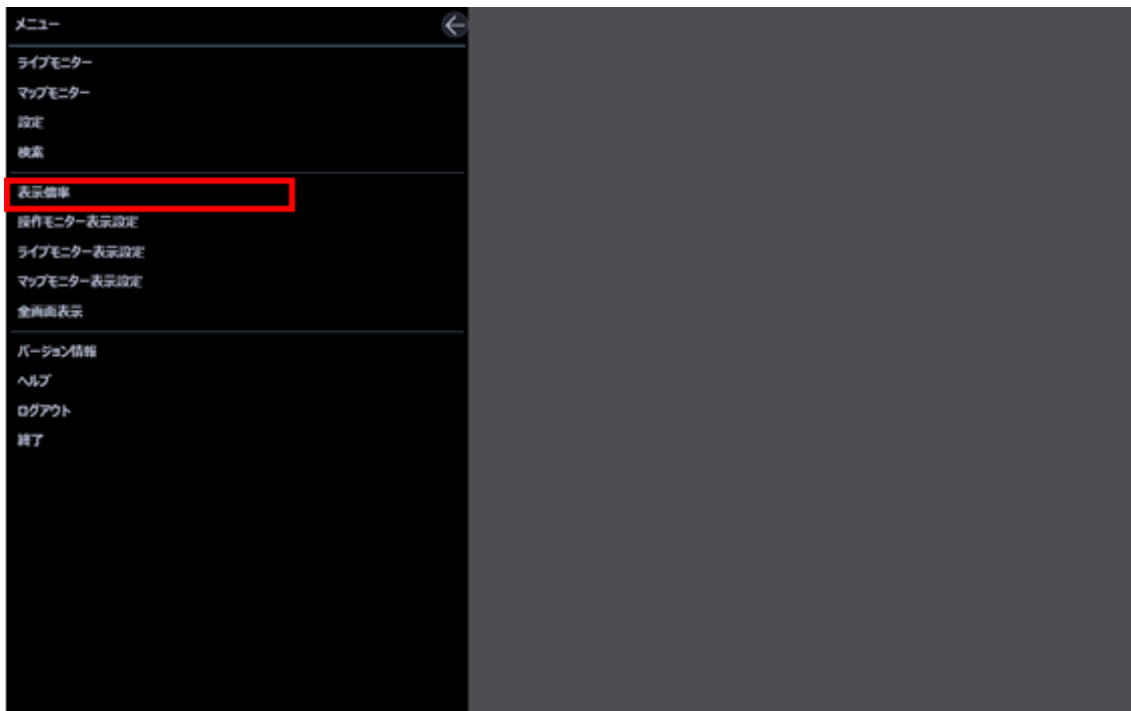 メニュー
ライブモニター
マップモニター
設定
検索
表示倍率
操作モニター表示設定
ライブモニター表示設定
マップモニター表示設定
全画面表示
バージョン情報
ヘルプ
ログアウト
終了